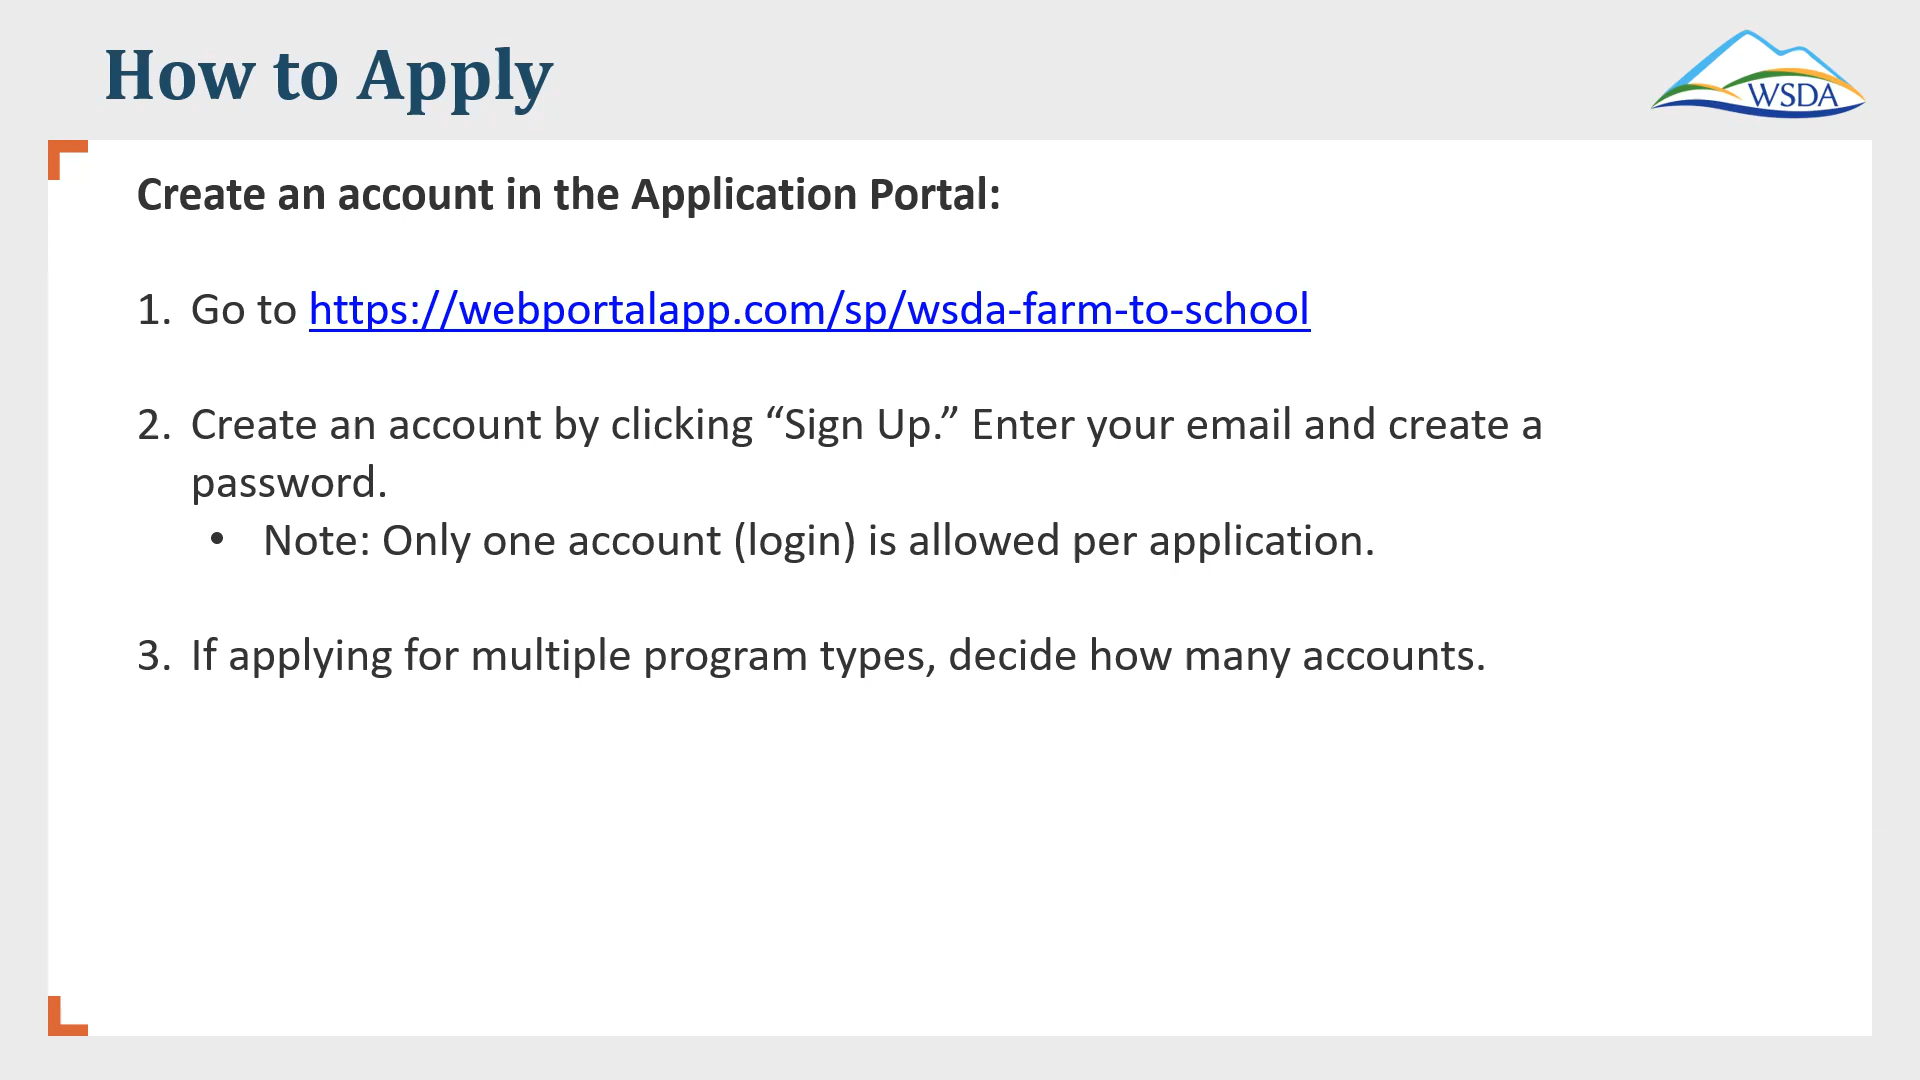 How to Apply
WSDA
Create an account in the Application Portal:
1. Go to https://webportalapp.com/sp/wsda-farm-to-school
2. Create an account by clicking “Sign Up.” Enter your email and create a
password.
• Note: Only one account (login) is allowed per application.
3. If applying for multiple program types, decide how many accounts.